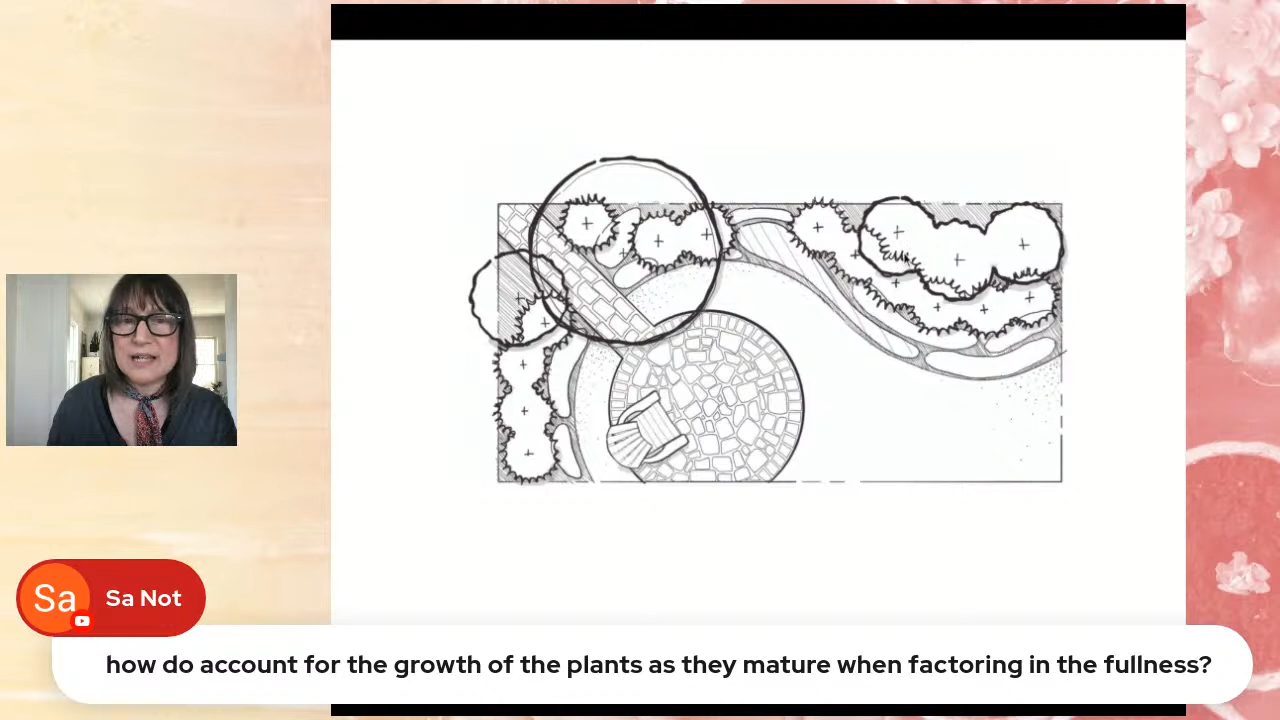 Sa
Sa Not
how do account for the growth of the plants as they mature when factoring in the fullness?